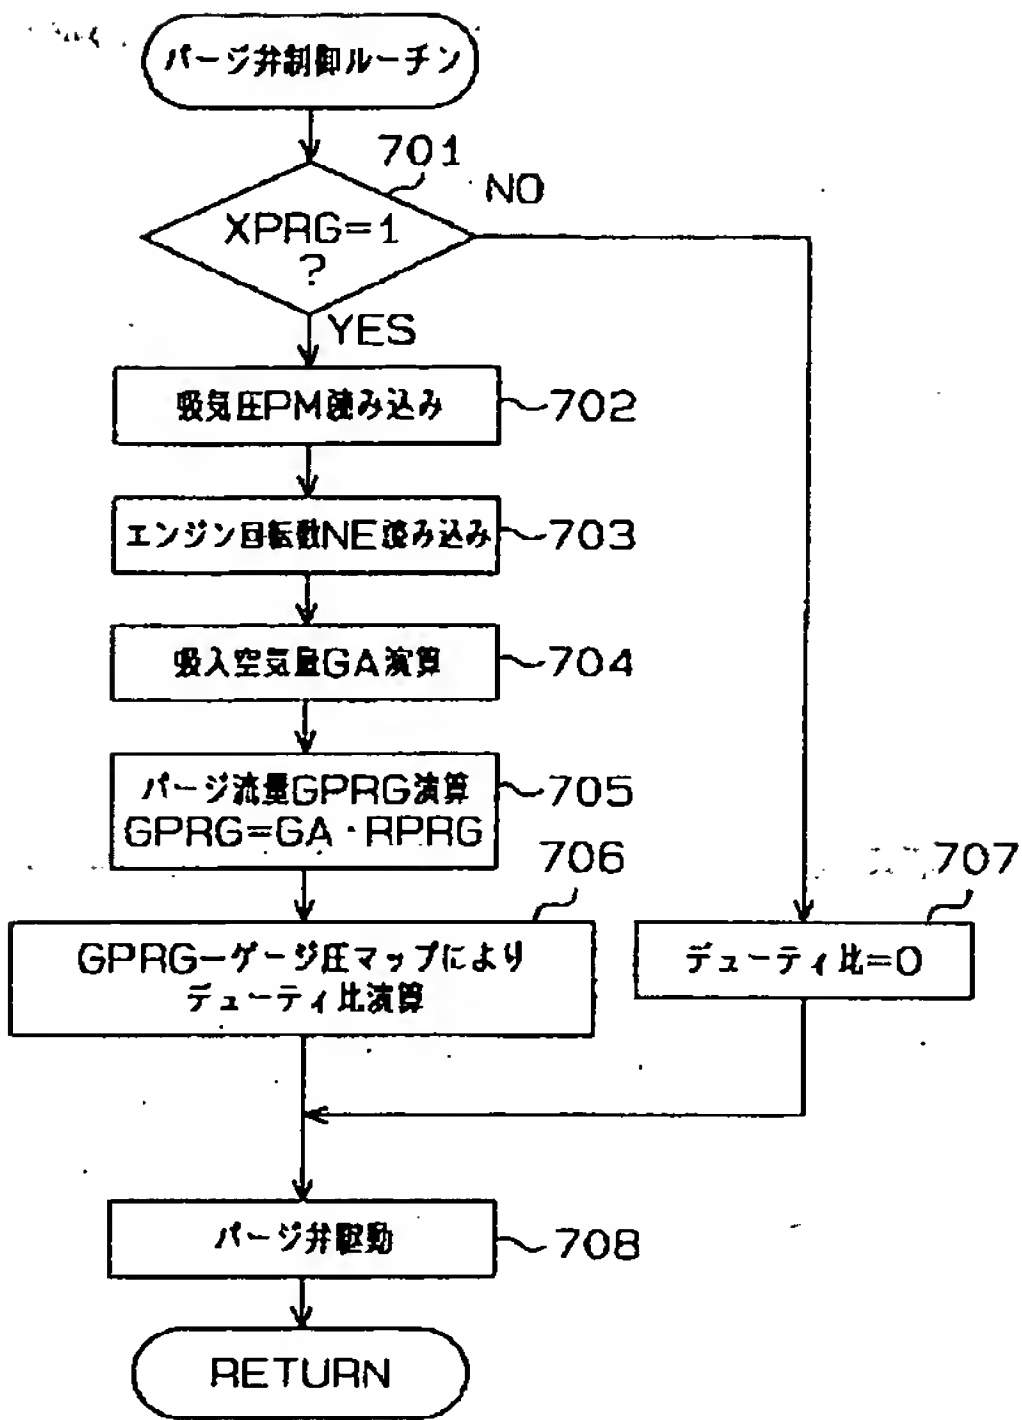 パージ弁制御ルーチン
701
XPRG=1
?
NO
YES
吸気圧PM読み込み
702
エンジン回転数NE読み込み
703
吸入空気量GA演算
704
パージ流量GPRG演算
GPRG=GA・RPRG
705
706
GPRGーゲージ圧マップにより
デューティ比演算
707
デューティ比=0
パージ弁駆動
708
RETURN